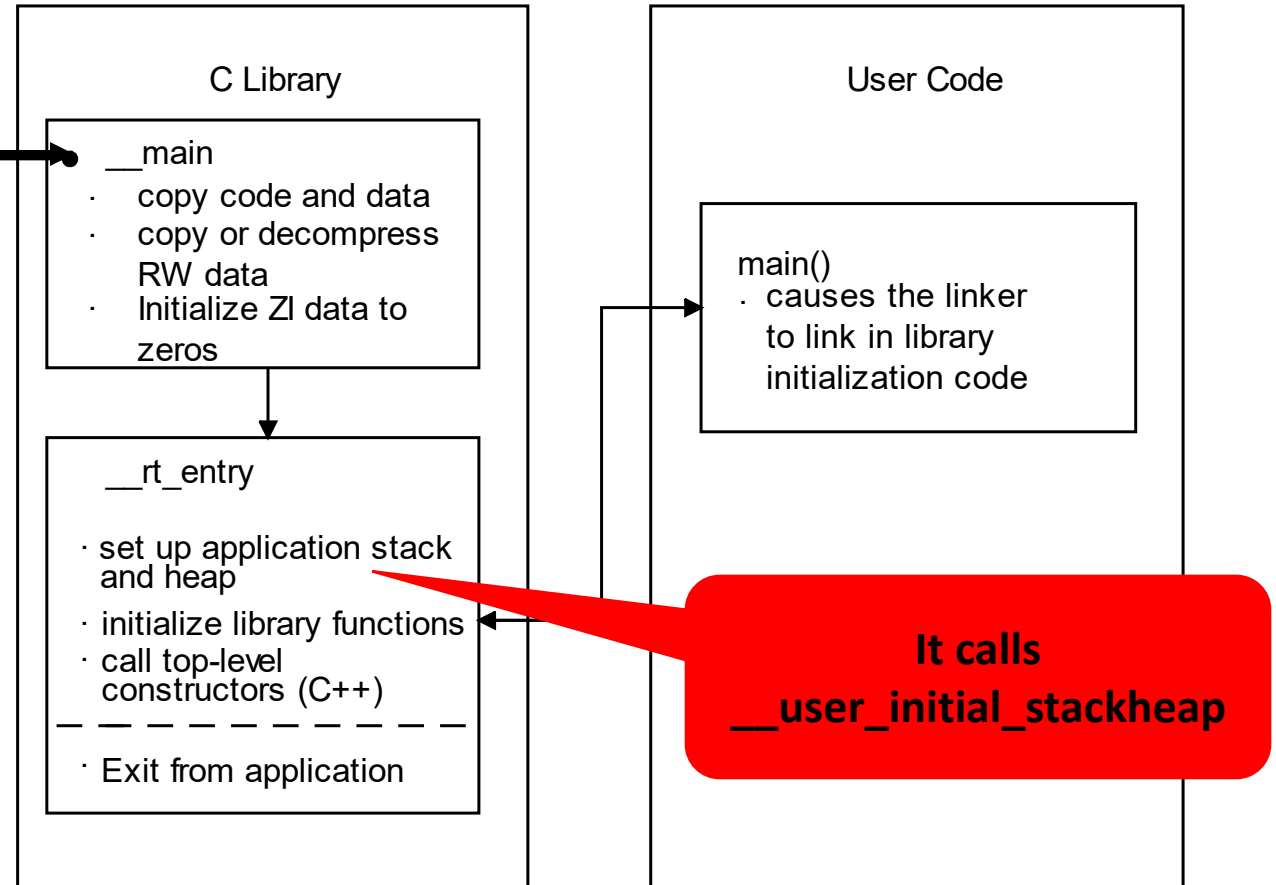 C Library
__main
· copy code and data
· copy or decompress
RW data
· Initialize ZI data to
zeros
__rt_entry
· set up application stack
and heap
· initialize library functions
· call top-level
constructors (C++)
· Exit from application
User Code
main()
· causes the linker
to link in library
initialization code
It calls
__user_initial_stackheap